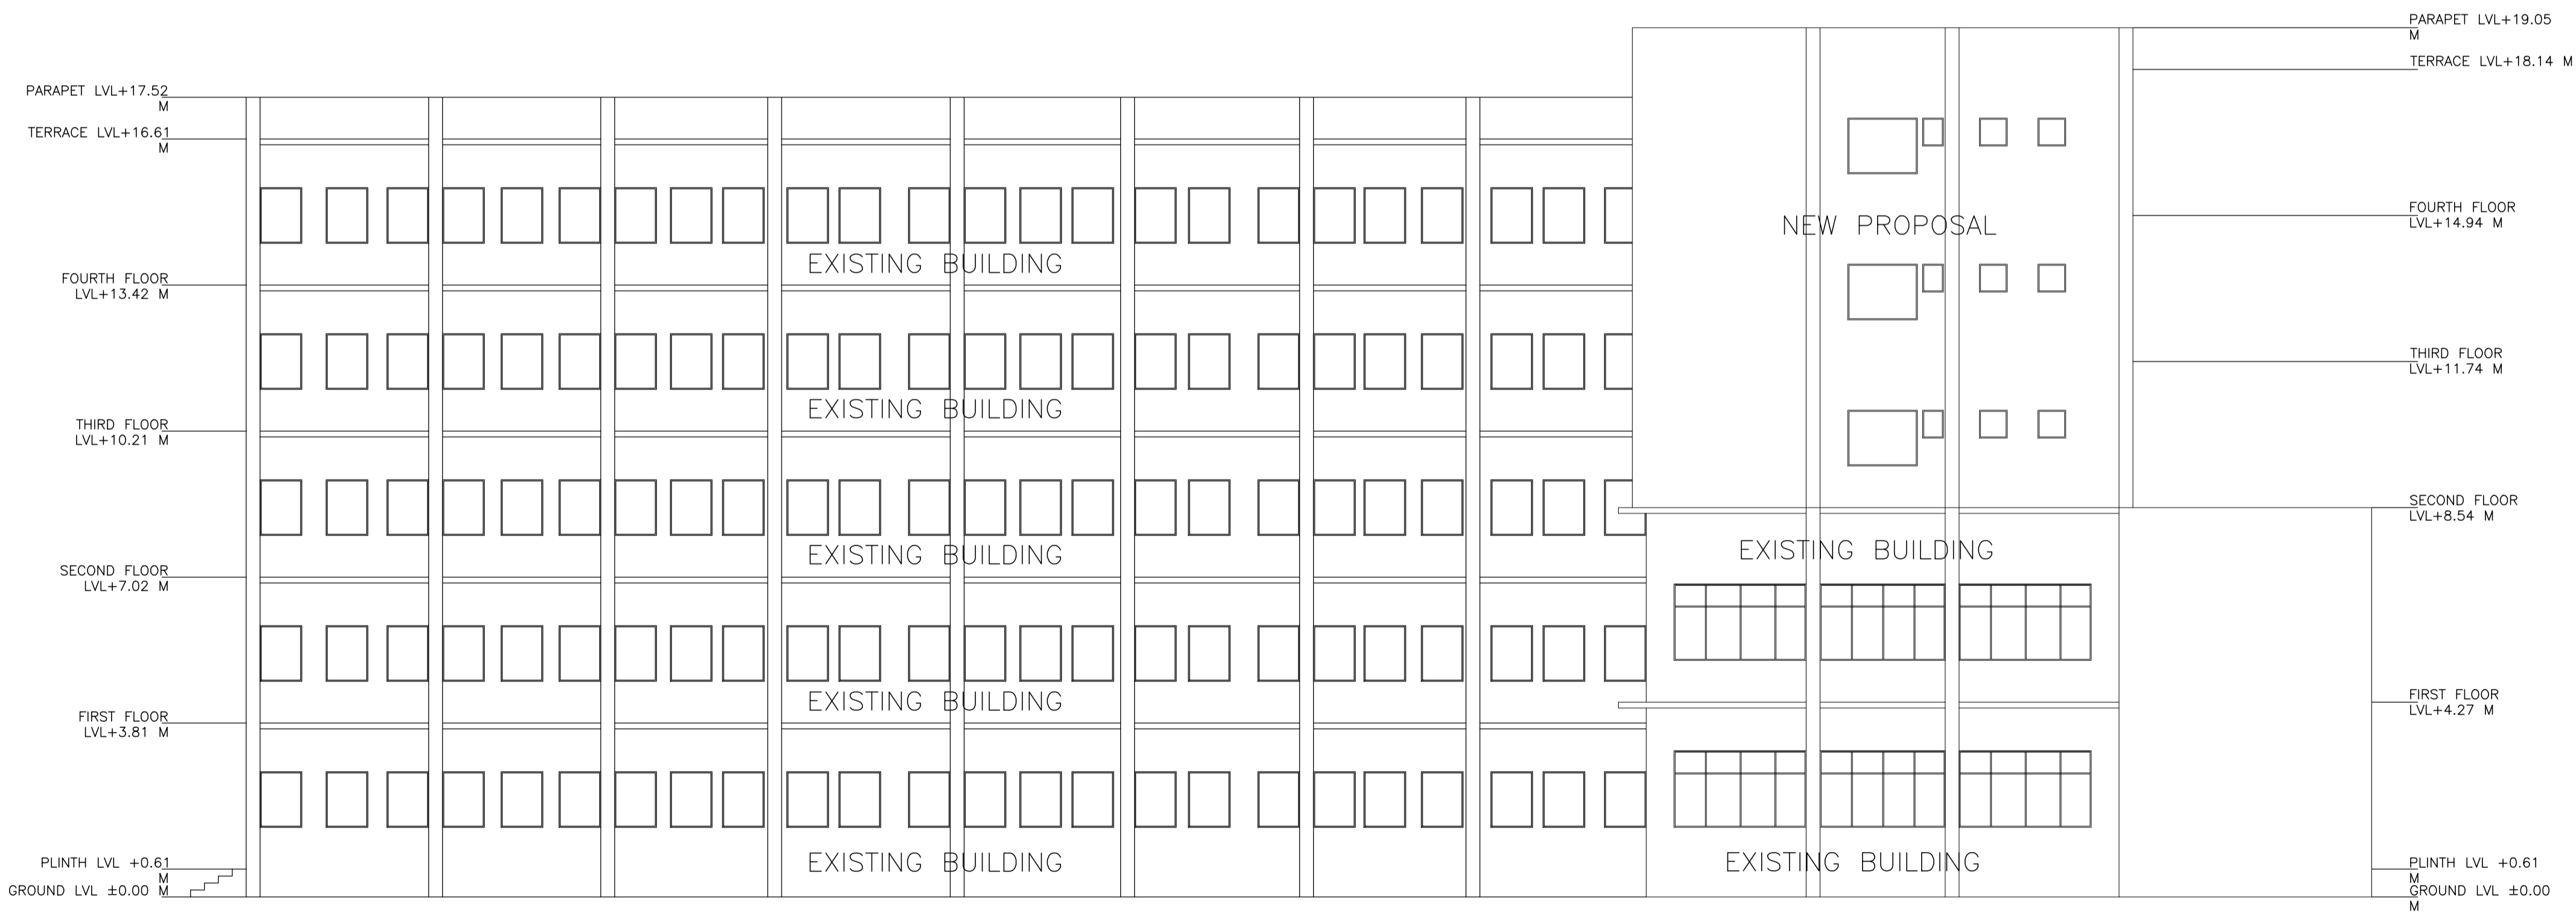 PARAPET LVL+17.52
M
TERRACE LVL+16.61
M
FOURTH FLOOR
LVL+13.42 M
THIRD FLOOR
LVL+10.21 M
SECOND FLOOR
LVL+7.02 M
FIRST FLOOR
LVL+3.81 M
PLINTH LVL +0.61
M
GROUND LVL ±0.00 M
EXISTING BUILDING
EXISTING BUILDING
EXISTING BUILDING
EXISTING BUILDING
EXISTING BUILDING
NEW PROPOSAL
EXISTING BUILDING
EXISTING BUILDING
PARAPET LVL+19.05
M
TERRACE LVL+18.14 M
FOURTH FLOOR
LVL+14.94 M
THIRD FLOOR
LVL+11.74 M
SECOND FLOOR
LVL+8.54 M
FIRST FLOOR
LVL+4.27 M
PLINTH LVL +0.61
M
GROUND LVL ±0.00
M